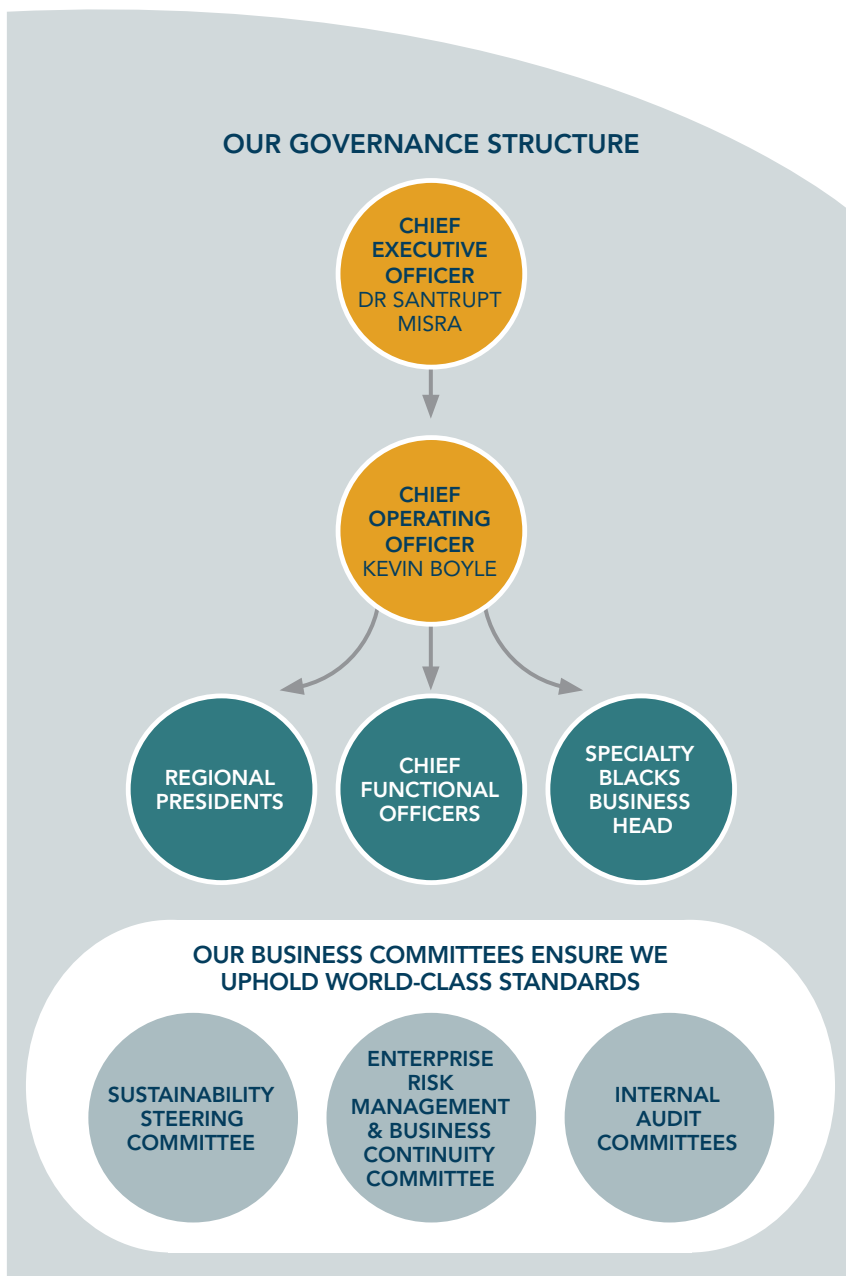 OUR GOVERNANCE STRUCTURE
CHIEF
EXECUTIVE
OFFICER
DR SANTRUPT
MISRA
CHIEF
OPERATING
OFFICER
KEVIN BOYLE
REGIONAL
PRESIDENTS
CHIEF
FUNCTIONAL
OFFICERS
SPECIALTY
BLACKS
BUSINESS
HEAD
OUR BUSINESS COMMITTEES ENSURE WE
UPHOLD WORLD-CLASS STANDARDS
SUSTAINABILITY
STEERING
COMMITTEE
ENTERPRISE
RISK
MANAGEMENT
& BUSINESS
CONTINUITY
COMMITTEE
INTERNAL
AUDIT
COMMITTEES